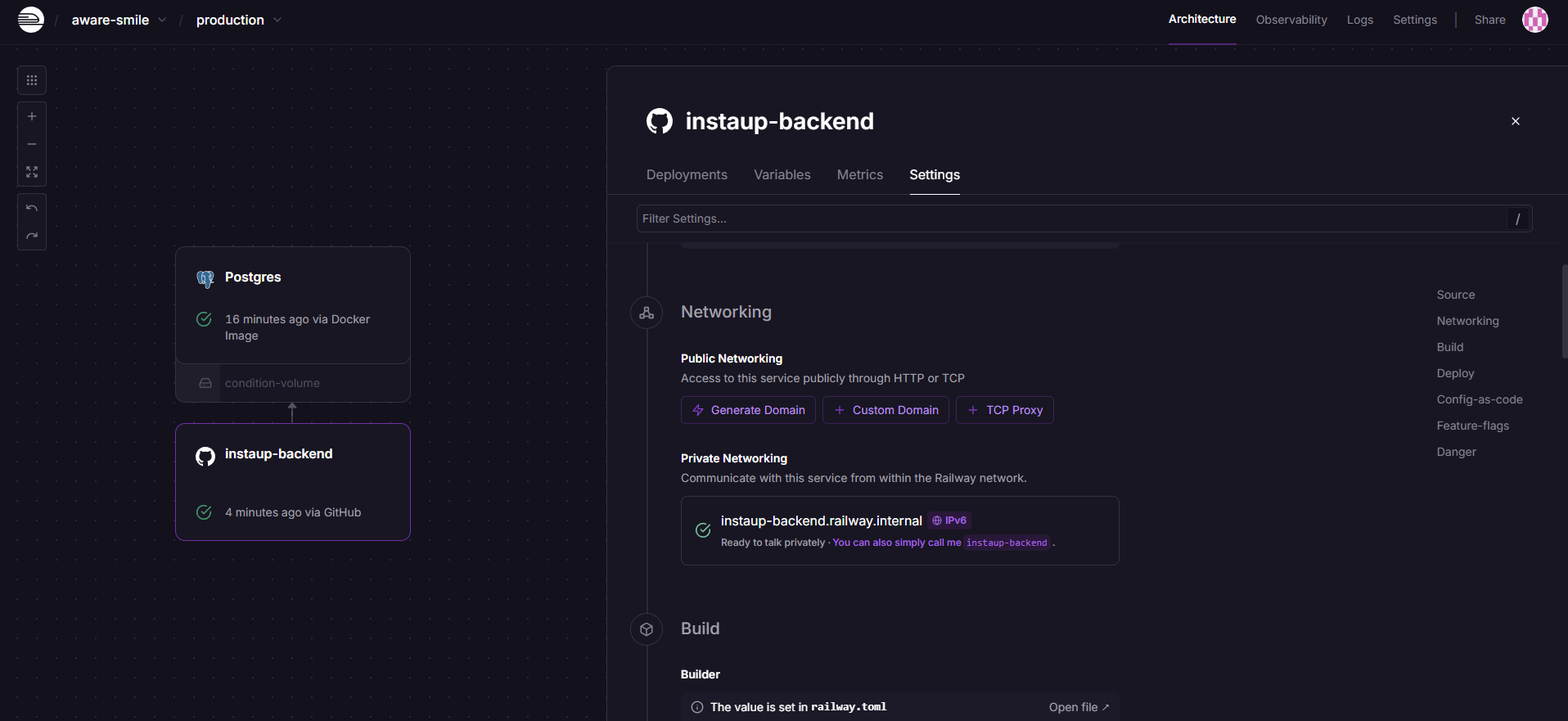 / aware-smile / production
Architecture Observability Logs Settings Share
instaup-backend
Deployments Variables Metrics Settings
Filter Settings... /
Postgres
16 minutes ago via Docker
Image
condition-volume
instaup-backend
4 minutes ago via GitHub
Networking
Public Networking
Access to this service publicly through HTTP or TCP
Generate Domain + Custom Domain + TCP Proxy
Private Networking
Communicate with this service from within the Railway network.
instaup-backend.railway.internal IPv6
Ready to talk privately · You can also simply call me instaup-backend .
Build
Builder
The value is set in railway.toml Open file ↗
Source
Networking
Build
Deploy
Config-as-code
Feature-flags
Danger